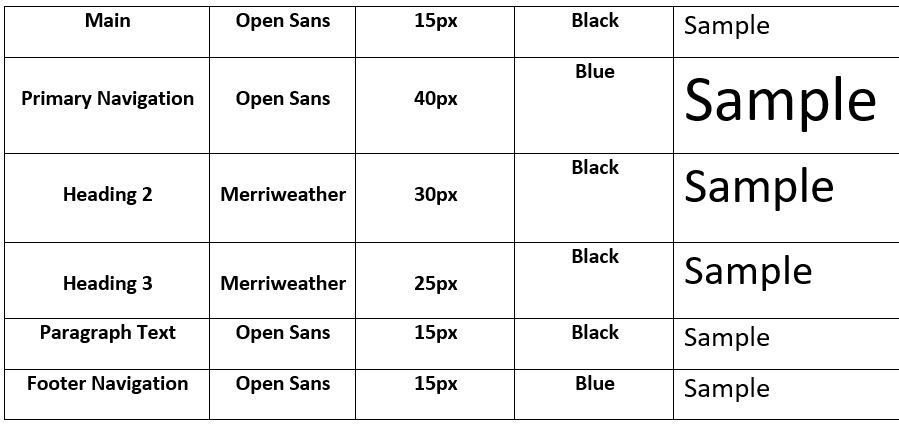 Main Open Sans 15px Black Sample
Primary Navigation Open Sans 40px Blue Sample
Heading 2 Merriweather 30px Black Sample
Heading 3 Merriweather 25px Black Sample
Paragraph Text Open Sans 15px Black Sample
Footer Navigation Open Sans 15px Blue Sample